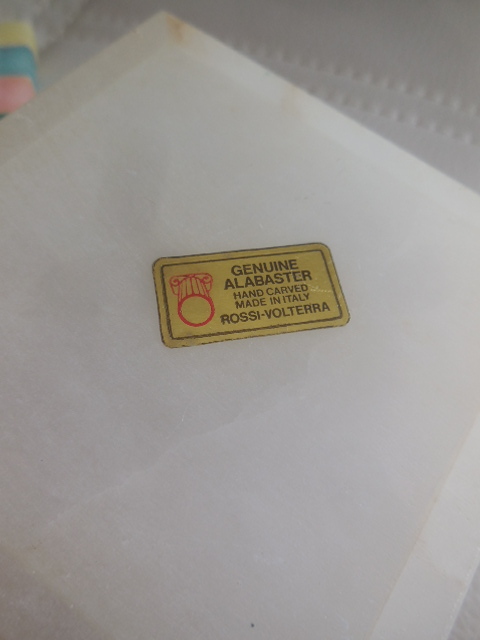 GENUINE
ALABASTER
HAND CARVED
MADE IN ITALY
ROSSI-VOLTERRA